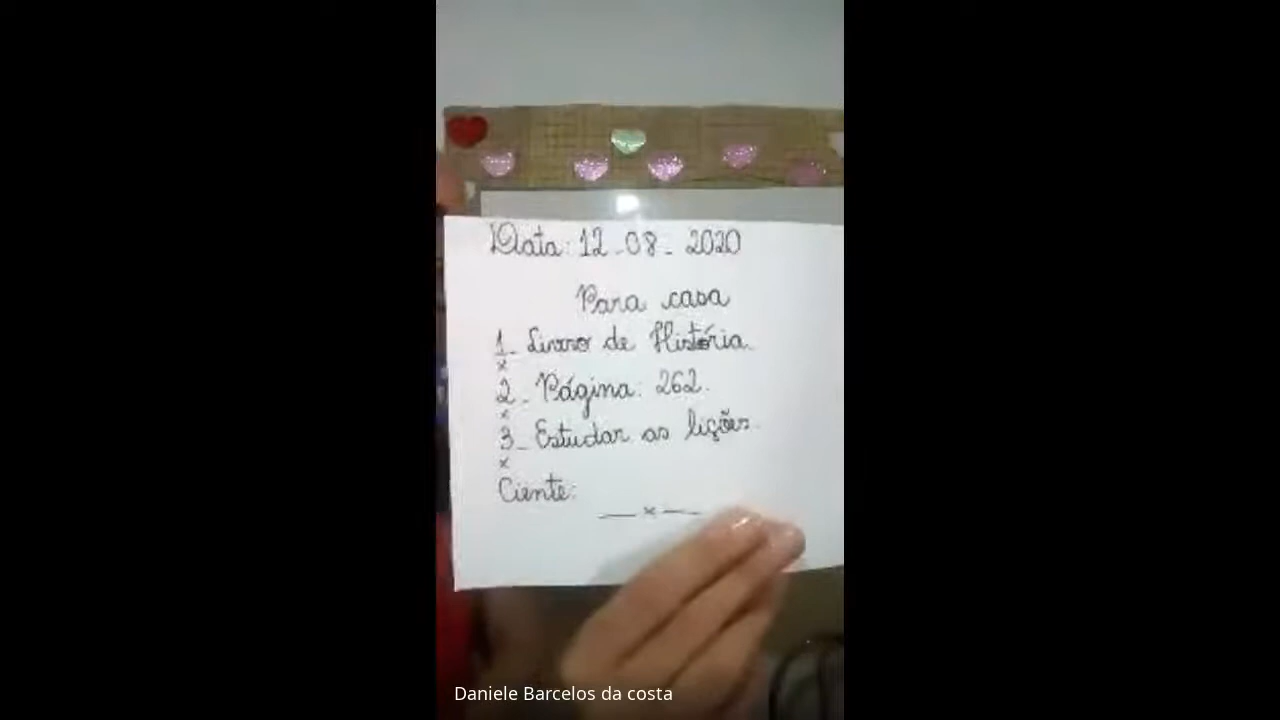 Data: 12-08-2020
Para casa
1- Livro de História.
x
2- Página: 262.
x
3- Estudar as lições.
x
Ciente:
— x —
Daniele Barcelos da costa